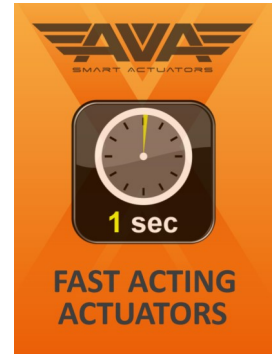 AVA
SMART ACTUATORS
1 sec
FAST ACTING
ACTUATORS